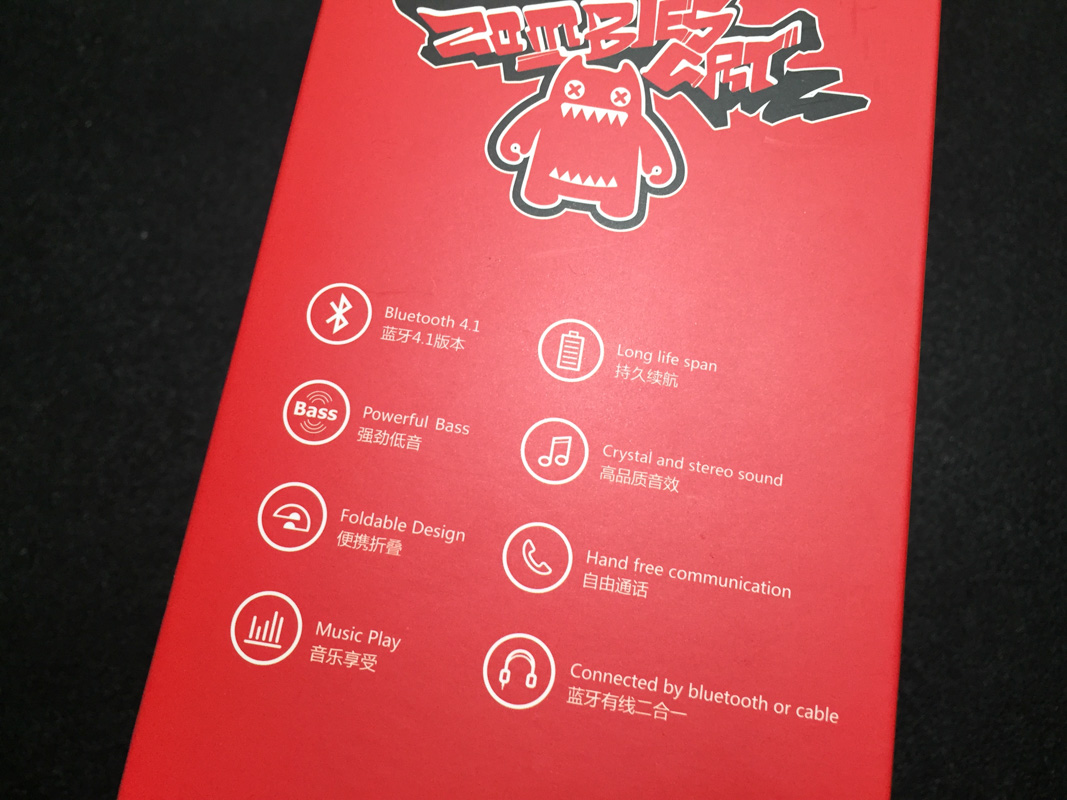 ZOMBIES
CAT
Bluetooth 4.1
蓝牙4.1版本
Long life span
持久续航
Bass
Powerful Bass
强劲低音
Crystal and stereo sound
高品质音效
Foldable Design
便携折叠
Hand free communication
自由通话
Music Play
音乐享受
Connected by bluetooth or cable
蓝牙有线二合一